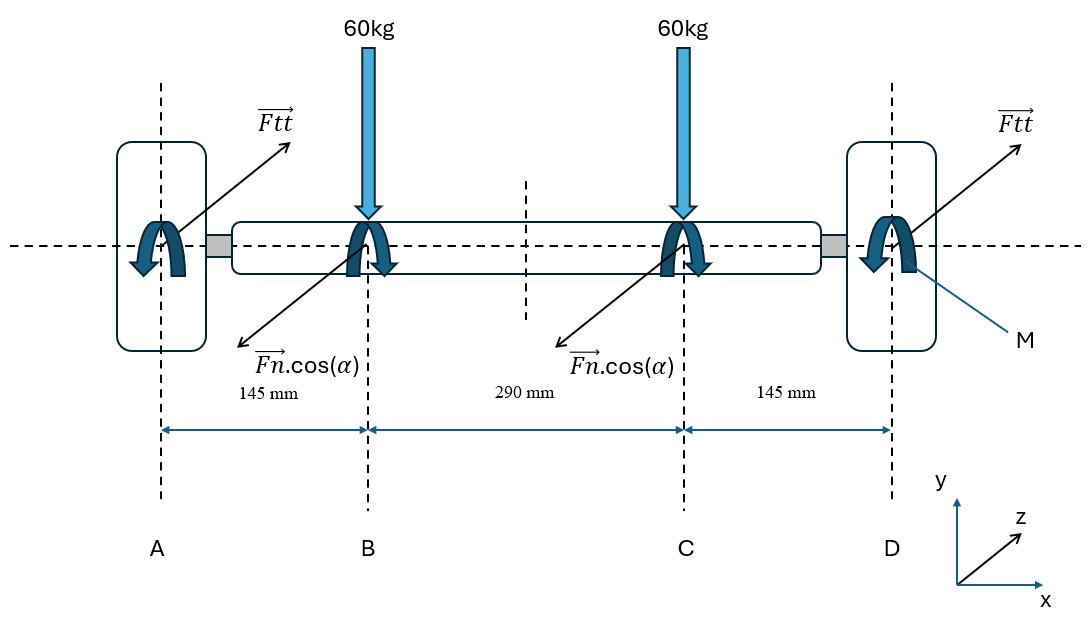 60kg
60kg
Ftt
Ftt
M
Fn.cos(α)
Fn.cos(α)
145 mm
290 mm
145 mm
y
z
x
A
B
C
D